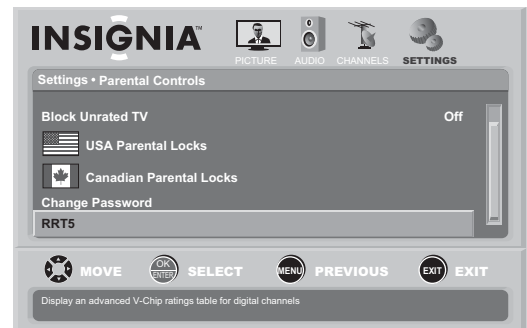 INSIGNIA™
PICTURE AUDIO CHANNELS SETTINGS
Settings • Parental Controls
Block Unrated TV Off
USA Parental Locks
Canadian Parental Locks
Change Password
RRT5
MOVE OK ENTER SELECT MENU PREVIOUS EXIT EXIT
Display an advanced V-Chip ratings table for digital channels